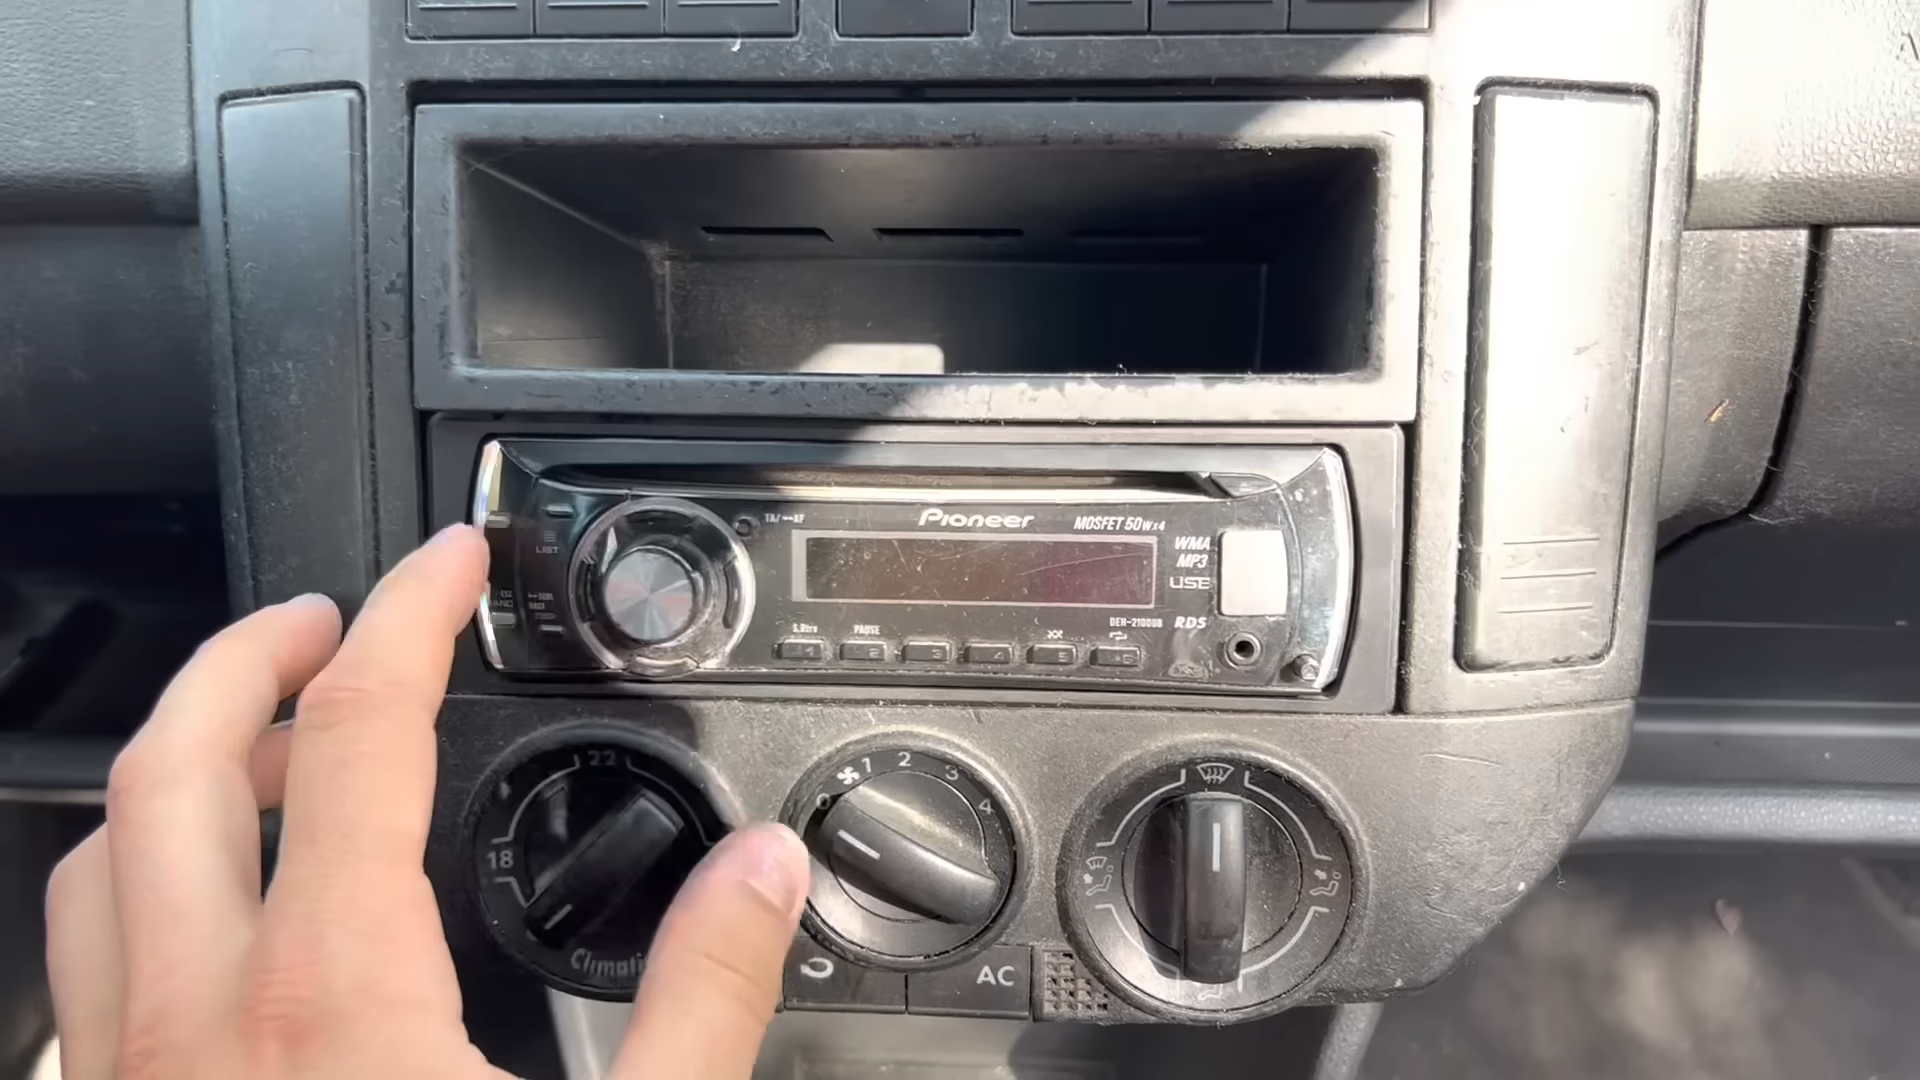 TA/ AF
Pioneer
MOSFET 50Wx4
LIST
WMA
MP3
USB
DEH-2100UB
RDS
S.Rtrv
PAUSE
1
2
3
4
5
6
22
18
0
1
2
3
4
AC